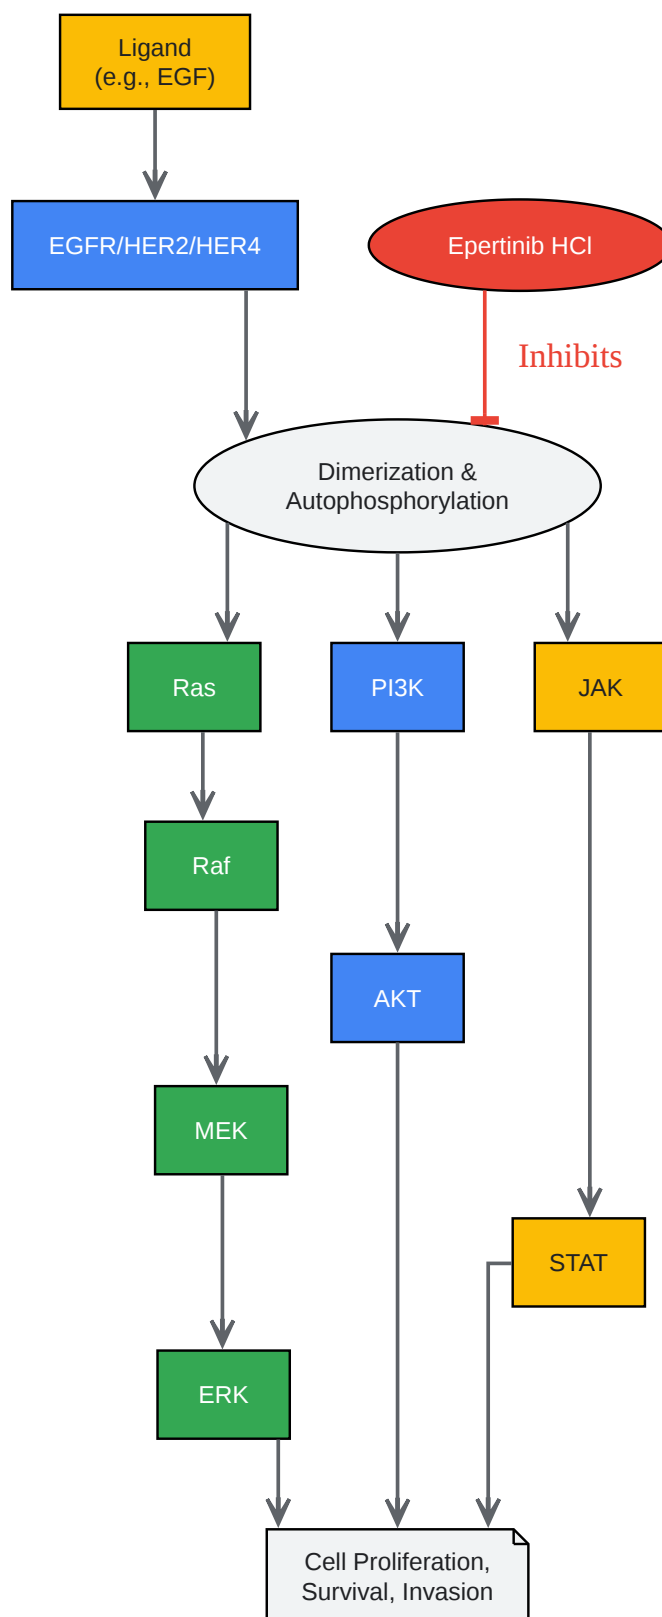 Ligand
(e.g., EGF)
EGFR/HER2/HER4
Epertinib HCl
Inhibits
Dimerization &
Autophosphorylation
Ras
PI3K
JAK
Raf
AKT
MEK
STAT
ERK
Cell Proliferation,
Survival, Invasion